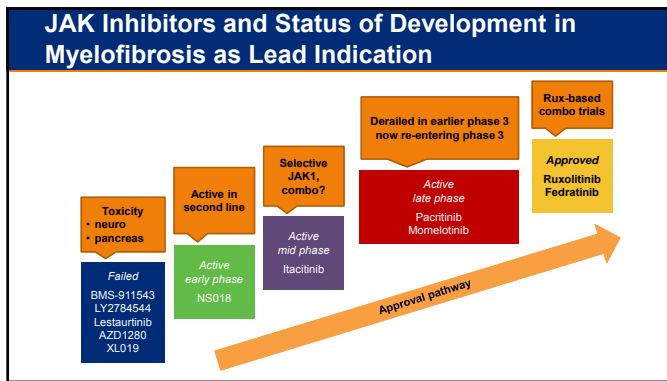 JAK Inhibitors and Status of Development in
Myelofibrosis as Lead Indication
Toxicity
• neuro
• pancreas
Failed
BMS-911543
LY2784544
Lestaurtinib
AZD1280
XL019
Active in
second line
Active
early phase
NS018
Selective
JAK1,
combo?
Active
mid phase
Itacitinib
Derailed in earlier phase 3
now re-entering phase 3
Active
late phase
Pacritinib
Momelotinib
Rux-based
combo trials
Approved
Ruxolitinib
Fedratinib
Approval pathway